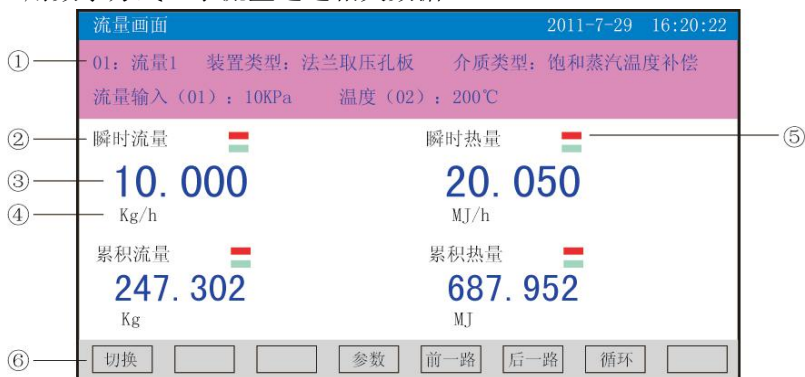 流量画面 2011-7-29 16:20:22
① 01：流量1 装置类型：法兰取压孔板 介质类型：饱和蒸汽温度补偿
流量输入（01）：10KPa 温度（02）：200℃
② 瞬时流量 瞬时热量 ⑤
③ 10.000 20.050
④ Kg/h MJ/h
累积流量 累积热量
247.302 687.952
Kg MJ
⑥ 切换 参数 前一路 后一路 循环